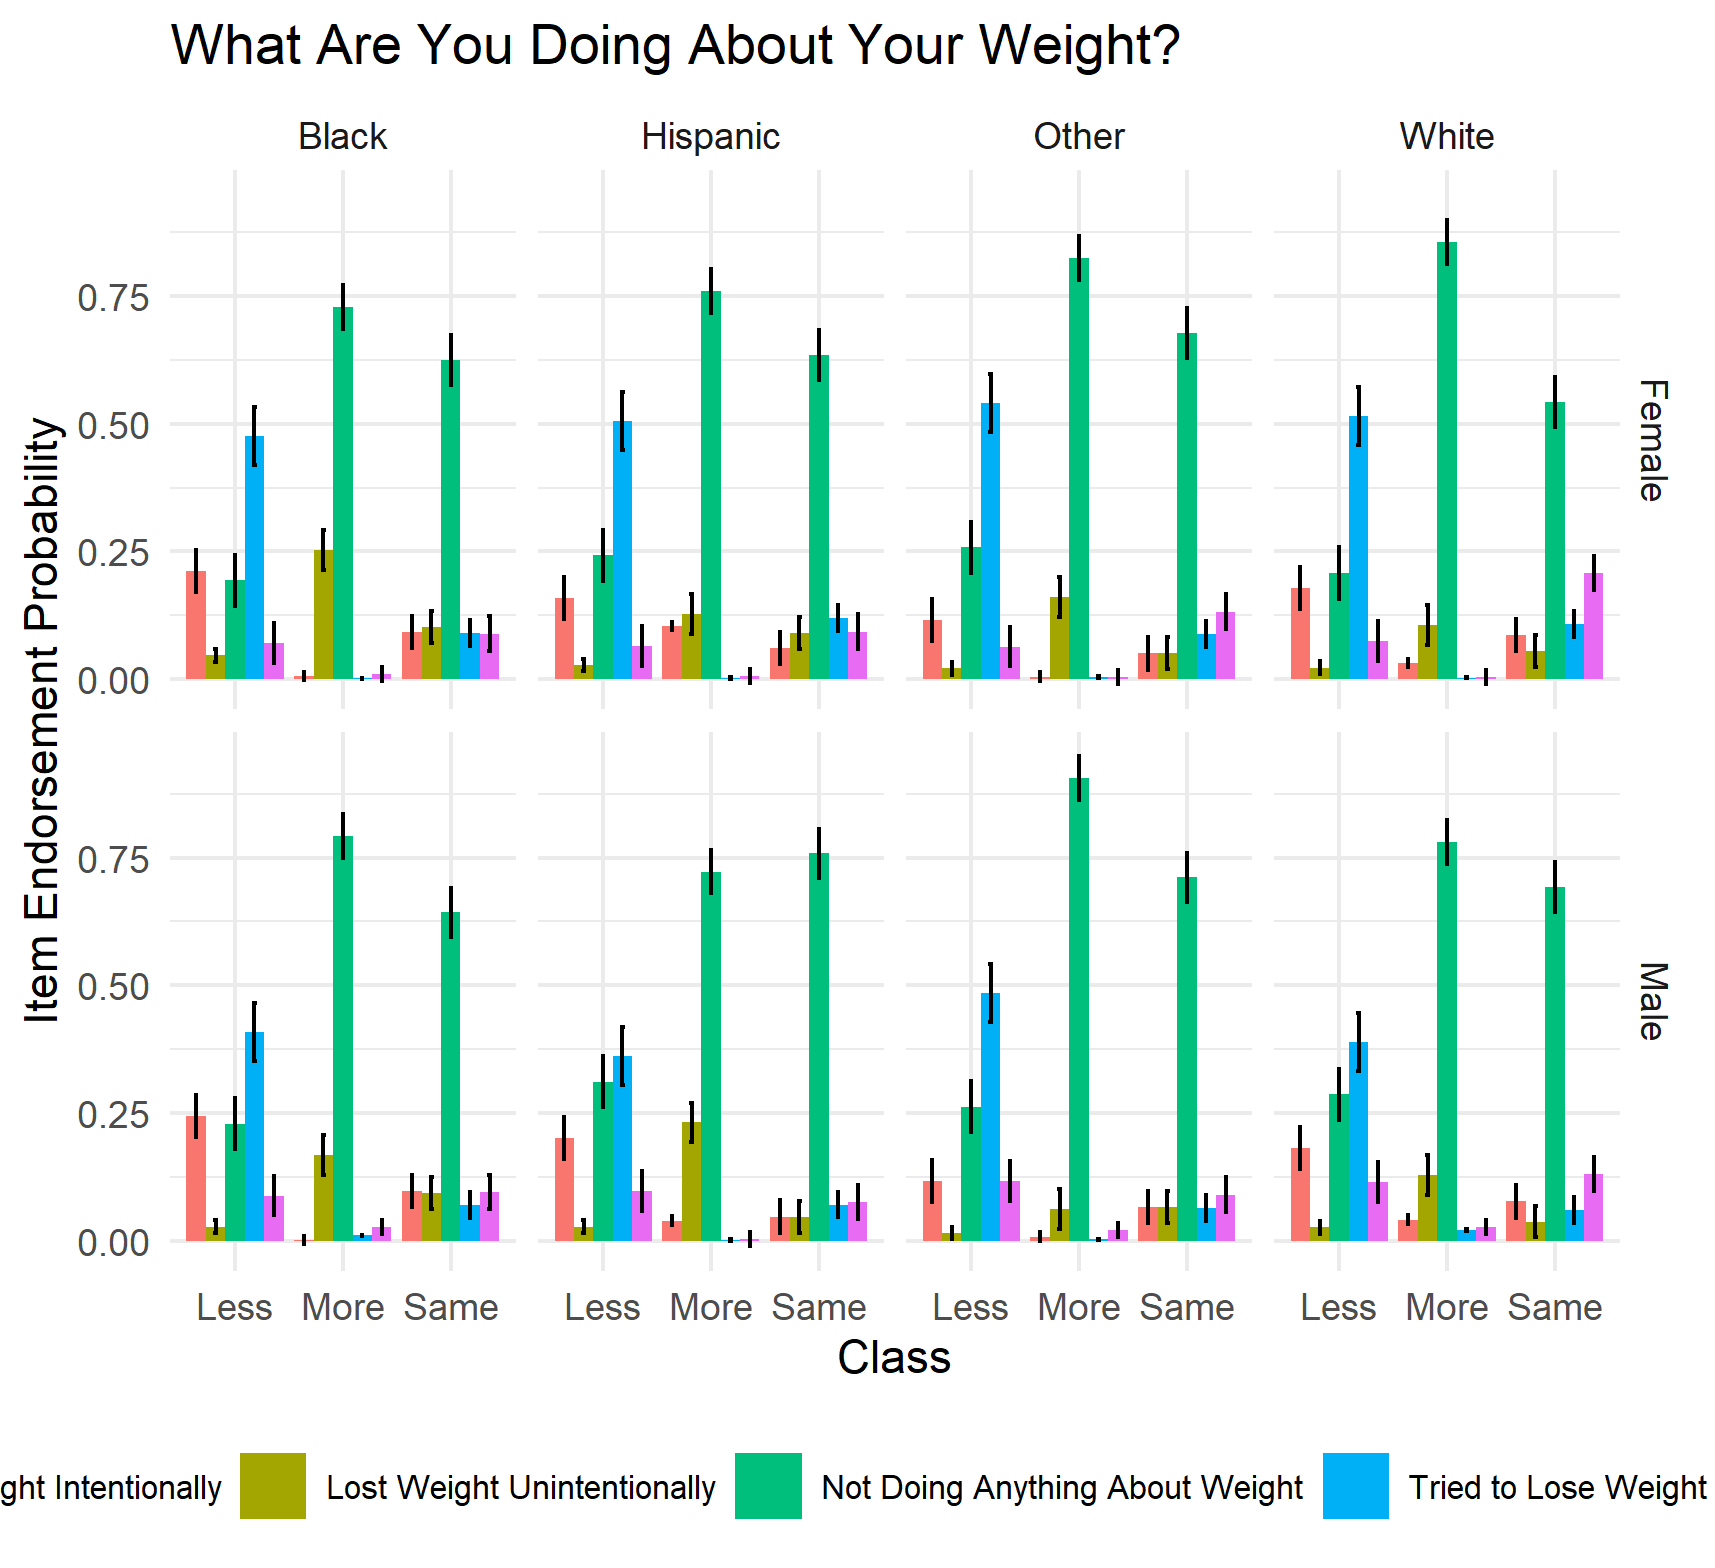 What Are You Doing About Your Weight?
Black Hispanic Other White
Item Endorsement Probability
0.75
0.50
0.25
0.00
Female
0.75
0.50
0.25
0.00
Male
Less More Same Less More Same Less More Same Less More Same
Class
ght Intentionally Lost Weight Unintentionally Not Doing Anything About Weight Tried to Lose Weight